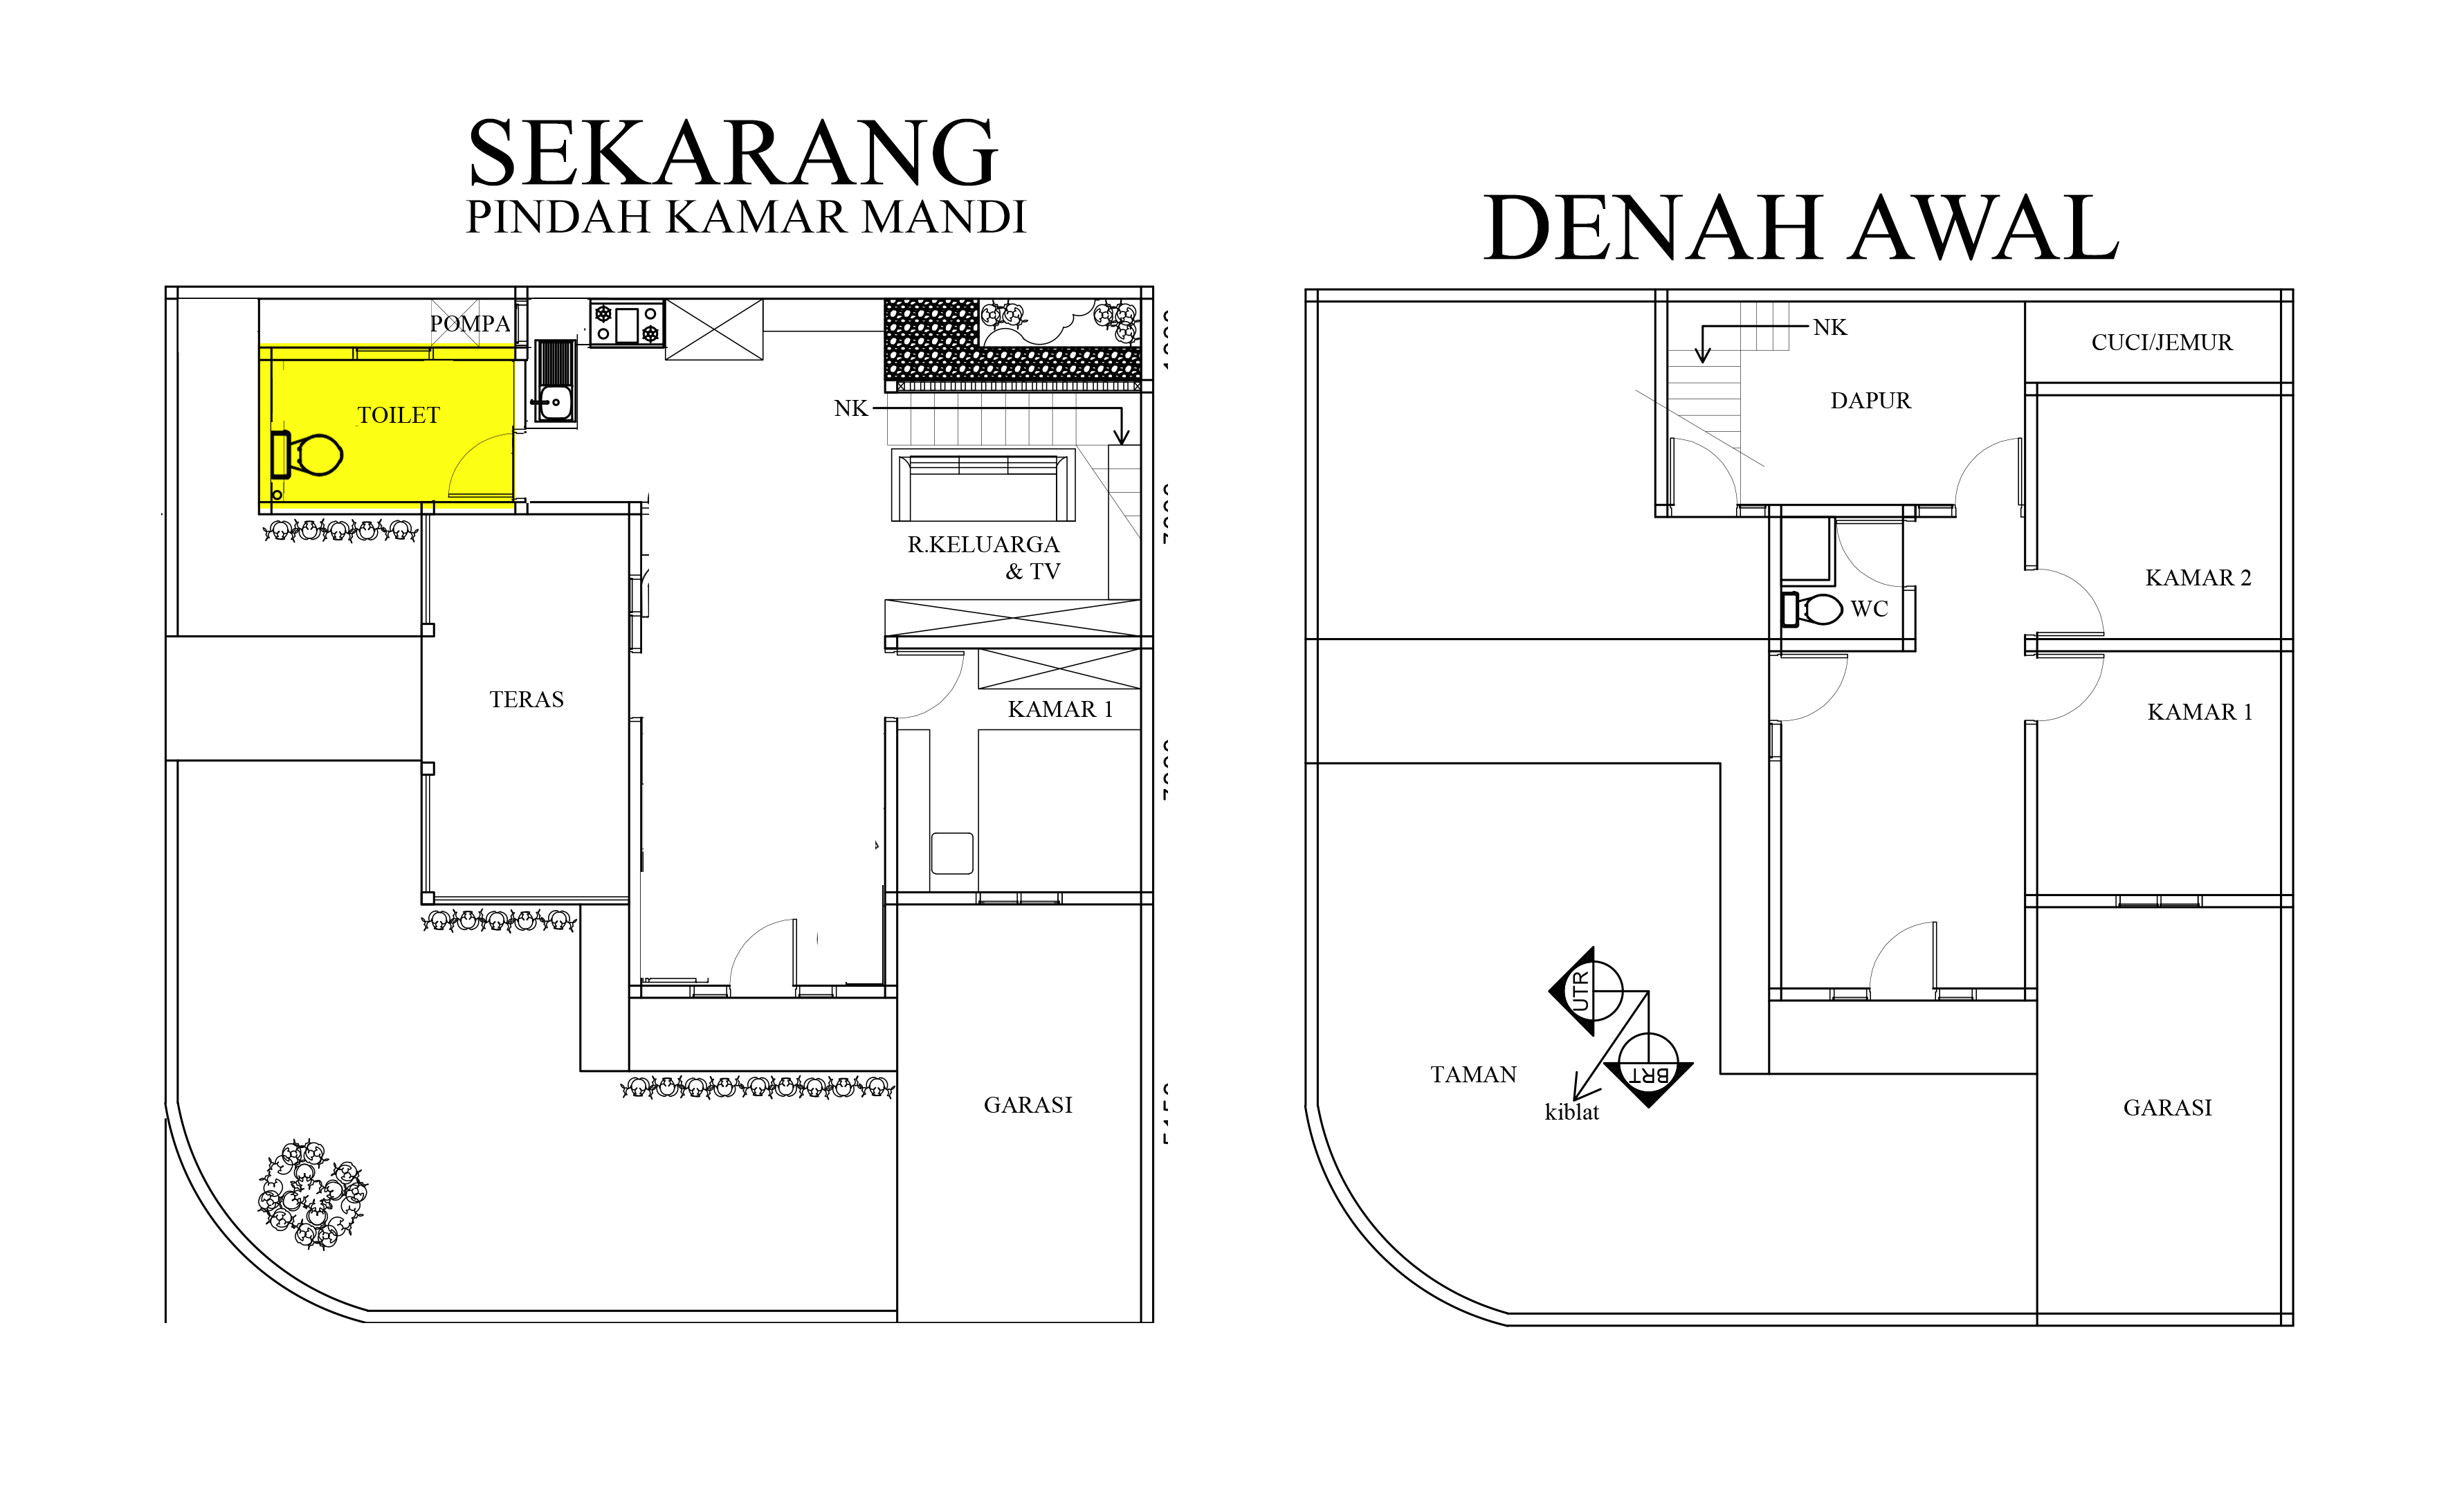 SEKARANG
PINDAH KAMAR MANDI
POMPA
TOILET
NK
R.KELUARGA
& TV
TERAS
KAMAR 1
GARASI
DENAH AWAL
NK
CUCI/JEMUR
DAPUR
KAMAR 2
WC
KAMAR 1
UTR
TAMAN
BRT
kiblat
GARASI